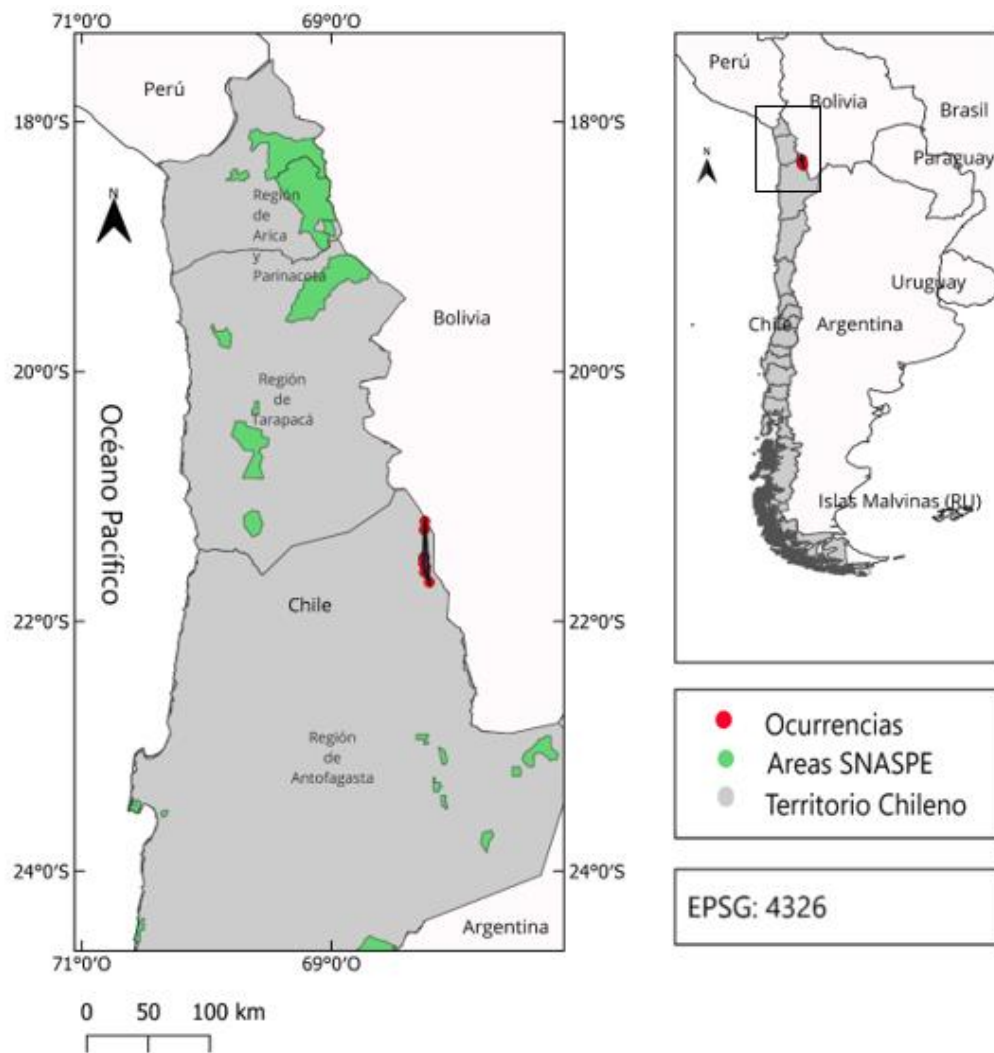 71°0'O
69°0'O
Perú
18°0'S
18°0'S
N
Región
de
Arica
y
Parinacota
Bolivia
20°0'S
20°0'S
Región
de
Tarapacá
Océano Pacífico
Chile
22°0'S
22°0'S
Región
de
Antofagasta
24°0'S
24°0'S
Argentina
71°0'O
69°0'O
0 50 100 km
Perú
Bolivia
Brasil
N
Paraguay
Uruguay
Chile
Argentina
Islas Malvinas (RU)
Ocurrencias
Areas SNASPE
Territorio Chileno
EPSG: 4326